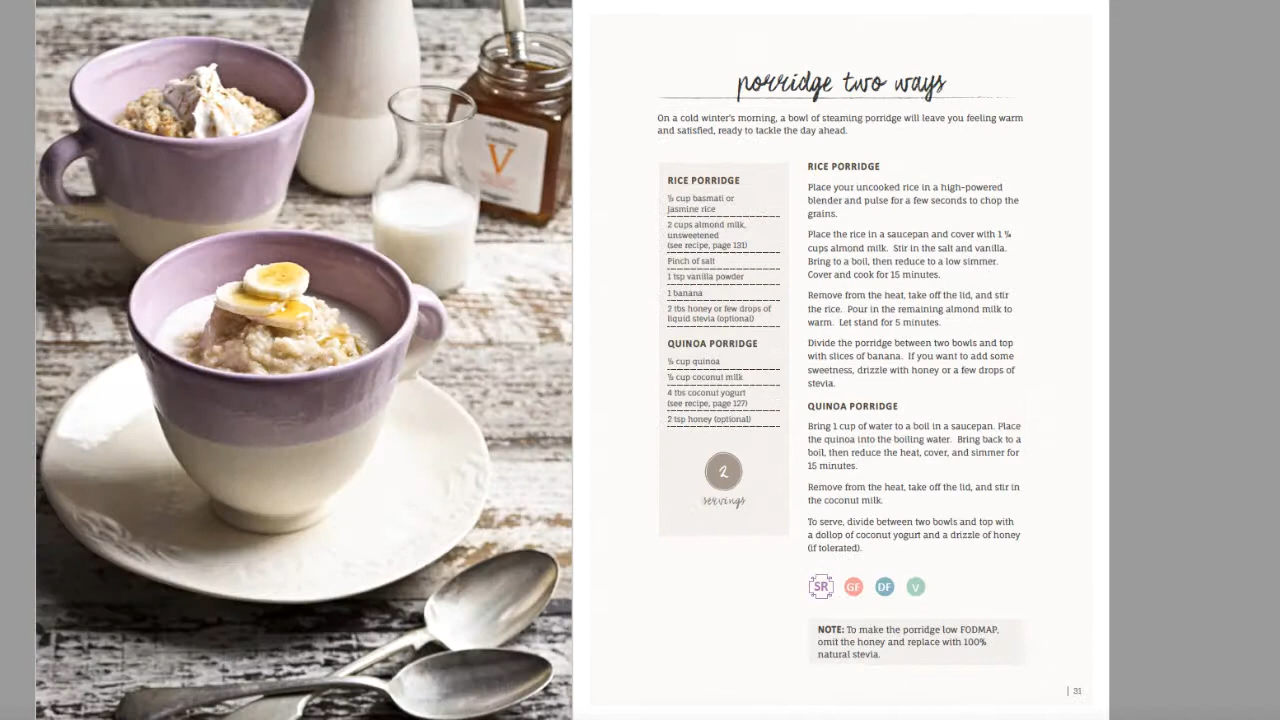 porridge two ways
On a cold winter's morning, a bowl of steaming porridge will leave you feeling warm
and satisfied, ready to tackle the day ahead.
RICE PORRIDGE
cup basmati or
Jasmine rice
2 cups almond milk,
unsweetened
(see recipe, page 131)
Pinch of salt
1 tsp vanilla powder
1 banana
2 tbs honey or few drops of
liquid stevia (optional)
QUINOA PORRIDGE
cup quinoa
cup coconut milk
4 tbs coconut yogurt
(see recipe, page 127)
2 tsp honey (optional)
2
servings
RICE PORRIDGE
Place your uncooked rice in a high-powered
blender and pulse for a few seconds to chop the
grains.
Place the rice in a saucepan and cover with 1
cups almond milk. Stir in the salt and vanilla.
Bring to a boil, then reduce to a low simmer.
Cover and cook for 15 minutes.
Remove from the heat, take off the lid, and stir
the rice. Pour in the remaining almond milk to
warm. Let stand for 5 minutes.
Divide the porridge between two bowls and top
with slices of banana. If you want to add some
sweetness, drizzle with honey or a few drops of
stevia.
QUINOA PORRIDGE
Bring 1 cup of water to a boil in a saucepan. Place
the quinoa into the boiling water. Bring back to a
boil, then reduce the heat, cover, and simmer for
15 minutes.
Remove from the heat, take off the lid, and stir in
the coconut milk.
To serve, divide between two bowls and top with
a dollop of coconut yogurt and a drizzle of honey
(if tolerated).
SR GF DF V
NOTE: To make the porridge low FODMAP,
omit the honey and replace with 100%
natural stevia.
| 31
V